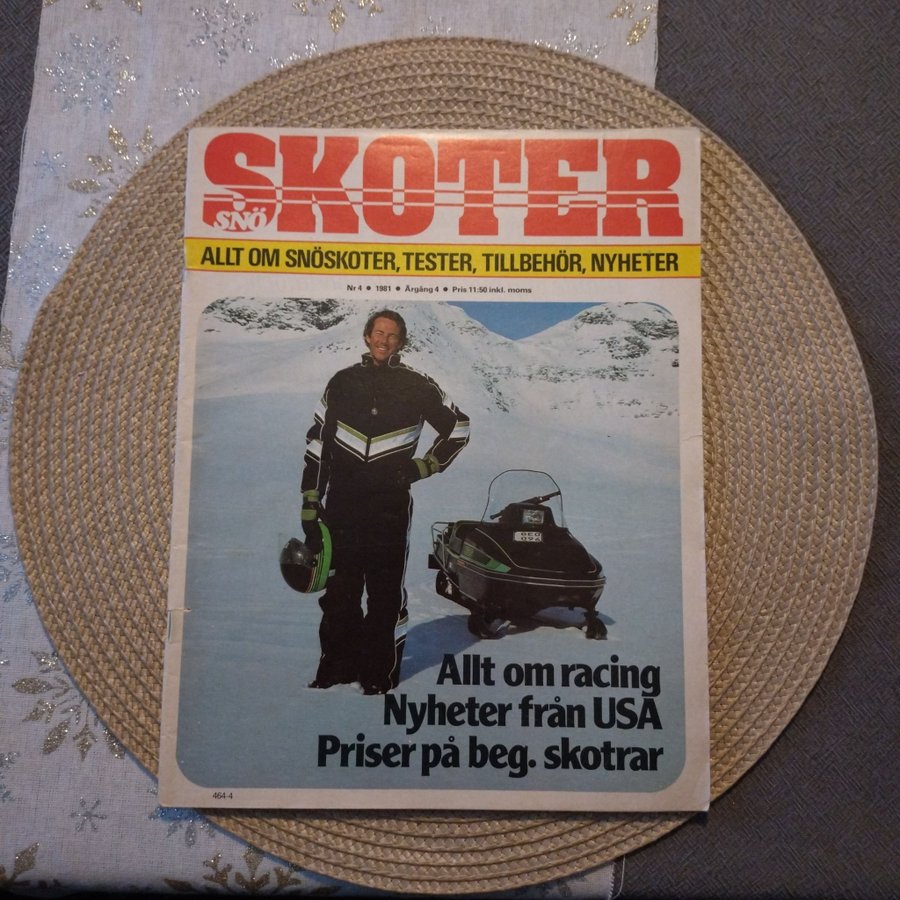 SKOTER
SNÖ
ALLT OM SNÖSKOTER, TESTER, TILLBEHÖR, NYHETER
Nr 4 ● 1981 ● Årgång 4 ● Pris 11:50 inkl. moms
Allt om racing
Nyheter från USA
Priser på beg. skotrar
464-4